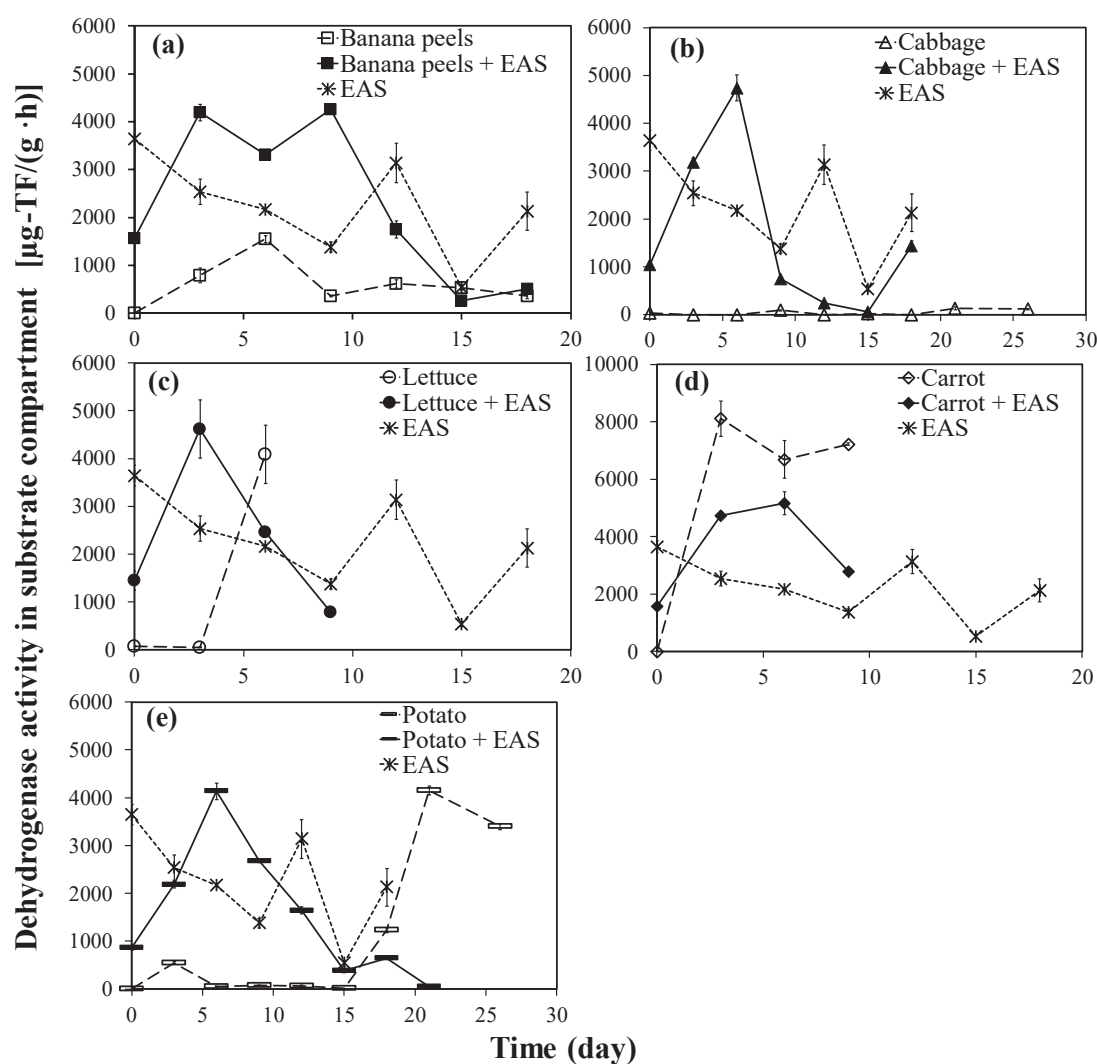 Dehydrogenase activity in substrate compartment [µg-TF/(g ·h)]
(a)
Banana peels
Banana peels + EAS
EAS
6000
5000
4000
3000
2000
1000
0
0 5 10 15 20
(b)
Cabbage
Cabbage + EAS
EAS
6000
5000
4000
3000
2000
1000
0
0 5 10 15 20 25 30
(c)
Lettuce
Lettuce + EAS
EAS
6000
5000
4000
3000
2000
1000
0
0 5 10 15 20
(d)
Carrot
Carrot + EAS
EAS
10000
8000
6000
4000
2000
0
0 5 10 15 20
(e)
Potato
Potato + EAS
EAS
6000
5000
4000
3000
2000
1000
0
0 5 10 15 20 25 30
Time (day)